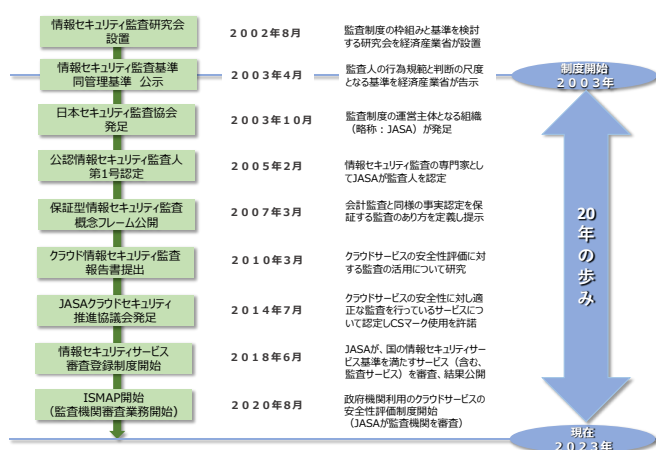 情報セキュリティ監査研究会
設置
2002年8月
監査制度の枠組みと基準を検討
する研究会を経済産業省が設置
情報セキュリティ監査基準
同管理基準 公示
2003年4月
監査人の行為規範と判断の尺度
となる基準を経済産業省が告示
制度開始
2003年
日本セキュリティ監査協会
発足
2003年10月
監査制度の運営主体となる組織
（略称：JASA）が発足
公認情報セキュリティ監査人
第1号認定
2005年2月
情報セキュリティ監査の専門家とし
てJASAが監査人を認定
保証型情報セキュリティ監査
概念フレーム公開
2007年3月
会計監査と同様の事実認定を保
証する監査のあり方を定義し提示
20年の歩み
クラウド情報セキュリティ監査
報告書提出
2010年3月
クラウドサービスの安全性評価に対
する監査の活用について研究
JASAクラウドセキュリティ
推進協議会発足
2014年7月
クラウドサービスの安全性に対し適
正な監査を行っているサービスにつ
いて認定しCSマーク使用を許諾
情報セキュリティサービス
審査登録制度開始
2018年6月
JASAが、国の情報セキュリティサー
ビス基準を満たすサービス（含む、
監査サービス）を審査、結果公開
ISMAP開始
（監査機関審査業務開始）
2020年8月
政府機関利用のクラウドサービスの
安全性評価制度開始
（JASAが監査機関を審査）
現在
2023年